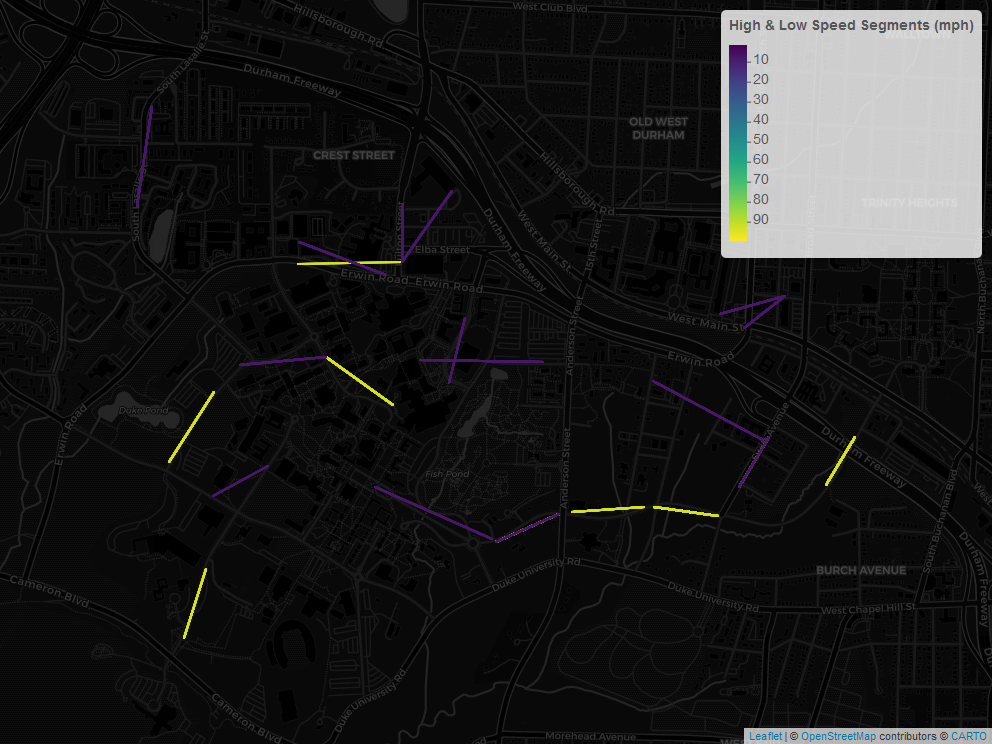 West Club Blvd
Hillsborough Rd
High & Low Speed Segments (mph)
10
20
30
40
50
60
70
80
90
South LaSalle St
Durham Freeway
OLD WEST
DURHAM
CREST STREET
Hillsborough Rd
TRINITY HEIGHTS
Durham Freeway
West Main St
15th Street
Elba Street
Erwin Road
Erwin Road
Anderson Street
West Main St
Erwin Road
Duke Pond
Erwin Road
Durham Freeway
Anderson Street
Fish Pond
South Buchanan Blvd
Duke University Rd
Duke University Rd
BURCH AVENUE
West Chapel Hill St
Durham Freeway
Cameron Blvd
Cameron Blvd
Duke University Rd
Morehead Avenue
Leaflet | © OpenStreetMap contributors © CARTO